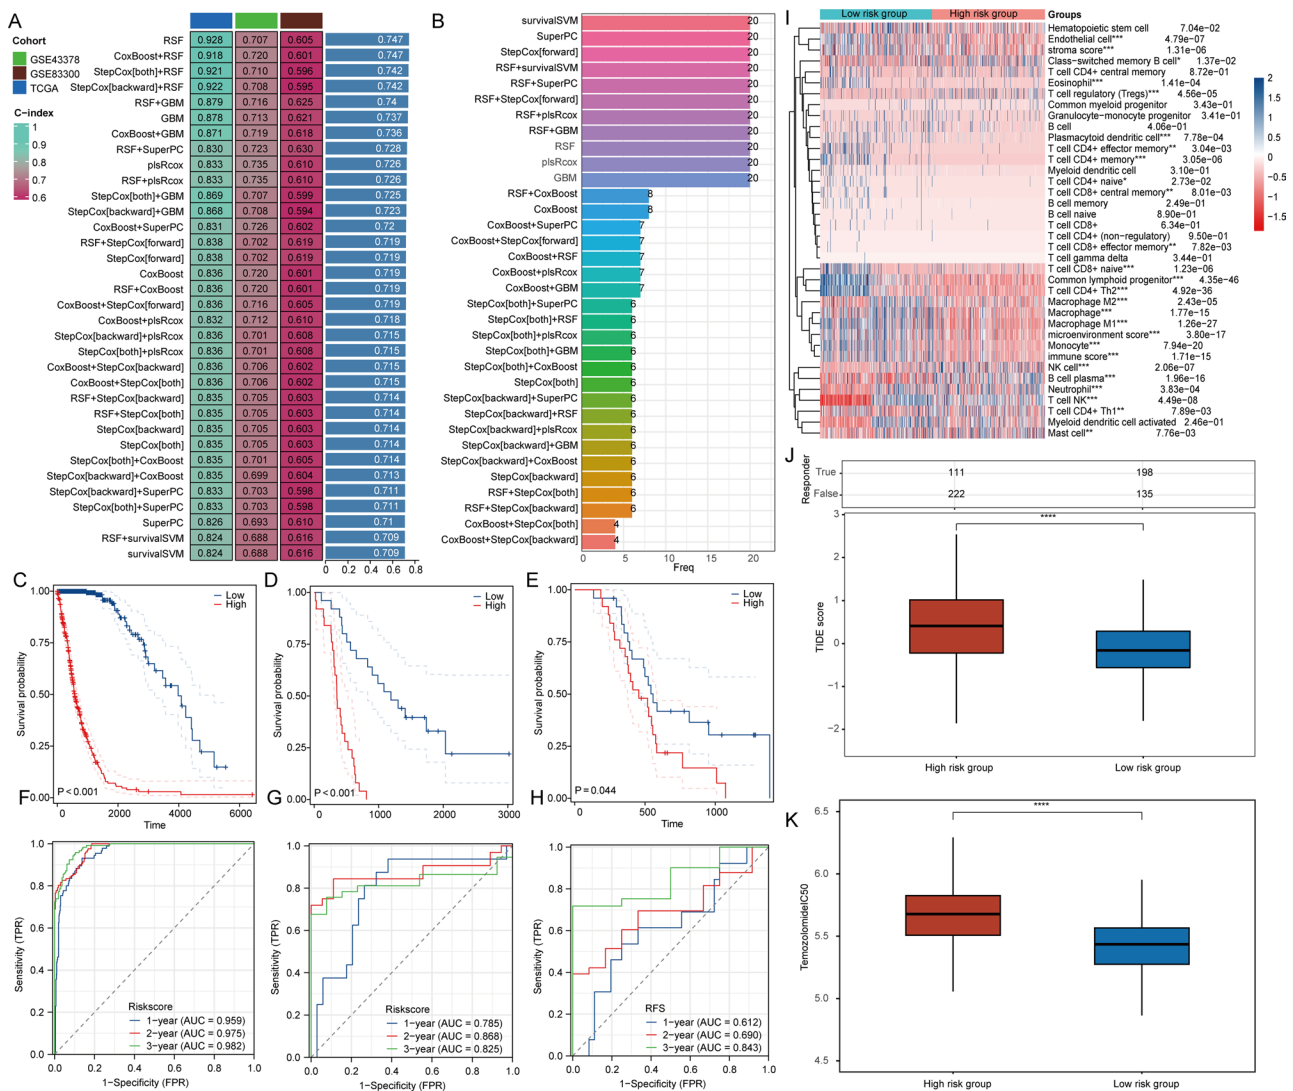 A
Cohort
GSE43378
GSE83300
TCGA
C-index
1
0.9
0.8
0.7
0.6
RSF 0.928 0.707 0.605 0.747
CoxBoost+RSF 0.918 0.720 0.601 0.747
StepCox[both]+RSF 0.921 0.710 0.596 0.742
StepCox[backward]+RSF 0.922 0.708 0.595 0.742
RSF+GBM 0.879 0.716 0.625 0.74
GBM 0.878 0.713 0.621 0.737
CoxBoost+GBM 0.871 0.719 0.618 0.736
RSF+SuperPC 0.830 0.723 0.630 0.728
plsRcox 0.833 0.735 0.610 0.726
RSF+plsRcox 0.833 0.735 0.610 0.726
StepCox[both]+GBM 0.869 0.707 0.599 0.725
StepCox[backward]+GBM 0.868 0.708 0.594 0.723
CoxBoost+SuperPC 0.831 0.726 0.602 0.72
RSF+StepCox[forward] 0.838 0.702 0.619 0.719
StepCox[forward] 0.838 0.702 0.619 0.719
CoxBoost 0.836 0.720 0.601 0.719
RSF+CoxBoost 0.836 0.720 0.601 0.719
CoxBoost+StepCox[forward] 0.836 0.716 0.605 0.719
CoxBoost+plsRcox 0.832 0.712 0.610 0.718
StepCox[backward]+plsRcox 0.836 0.701 0.608 0.715
StepCox[both]+plsRcox 0.836 0.701 0.608 0.715
CoxBoost+StepCox[backward] 0.836 0.706 0.602 0.715
CoxBoost+StepCox[both] 0.836 0.706 0.602 0.715
RSF+StepCox[backward] 0.835 0.705 0.603 0.714
RSF+StepCox[both] 0.835 0.705 0.603 0.714
StepCox[backward] 0.835 0.705 0.603 0.714
StepCox[both] 0.835 0.705 0.603 0.714
StepCox[both]+CoxBoost 0.835 0.701 0.605 0.714
StepCox[backward]+CoxBoost 0.835 0.699 0.604 0.713
StepCox[backward]+SuperPC 0.833 0.703 0.598 0.711
StepCox[both]+SuperPC 0.833 0.703 0.598 0.711
SuperPC 0.826 0.693 0.610 0.71
RSF+survivalSVM 0.824 0.688 0.616 0.709
survivalSVM 0.824 0.688 0.616 0.709
0 0.2 0.4 0.6 0.8
B
survivalSVM 20
SuperPC 20
StepCox[forward] 20
RSF+survivalSVM 20
RSF+SuperPC 20
RSF+StepCox[forward] 20
RSF+plsRcox 20
RSF+GBM 20
RSF 20
plsRcox 20
GBM 20
RSF+CoxBoost 8
CoxBoost 8
CoxBoost+SuperPC 7
CoxBoost+StepCox[forward] 7
CoxBoost+RSF 7
CoxBoost+plsRcox 7
CoxBoost+GBM 7
StepCox[both]+SuperPC 6
StepCox[both]+RSF 6
StepCox[both]+plsRcox 6
StepCox[both]+GBM 6
StepCox[both]+CoxBoost 6
StepCox[both] 6
StepCox[backward]+SuperPC 6
StepCox[backward]+RSF 6
StepCox[backward]+plsRcox 6
StepCox[backward]+GBM 6
StepCox[backward]+CoxBoost 6
StepCox[backward] 6
RSF+StepCox[both] 6
RSF+StepCox[backward] 6
CoxBoost+StepCox[both] 4
CoxBoost+StepCox[backward] 4
0 5 10 15 20
Freq
C
Survival probability
1.00
0.75
0.50
0.25
0.00
Low
High
P<0.001
0 2000 4000 6000
Time
D
Survival probability
1.00
0.75
0.50
0.25
0.00
Low
High
P<0.001
0 1000 2000 3000
E
Survival probability
1.00
0.75
0.50
0.25
0.00
Low
High
P=0.044
0 500 1000
Time
F
Sensitivity (TPR)
1.0
0.8
0.6
0.4
0.2
0.0
Riskscore
1-year (AUC = 0.959)
2-year (AUC = 0.975)
3-year (AUC = 0.982)
0.0 0.2 0.4 0.6 0.8 1.0
1-Specificity (FPR)
G
Sensitivity (TPR)
1.0
0.8
0.6
0.4
0.2
0.0
Riskscore
1-year (AUC = 0.785)
2-year (AUC = 0.868)
3-year (AUC = 0.825)
0.0 0.2 0.4 0.6 0.8 1.0
1-Specificity (FPR)
H
Sensitivity (TPR)
1.0
0.8
0.6
0.4
0.2
0.0
RFS
1-year (AUC = 0.612)
2-year (AUC = 0.690)
3-year (AUC = 0.843)
0.0 0.2 0.4 0.6 0.8 1.0
1-Specificity (FPR)
I
Low risk group High risk group Groups
Hematopoietic stem cell 7.04e-02
Endothelial cell*** 4.79e-07
stroma score*** 1.31e-06
Class-switched memory B cell* 1.37e-02
T cell CD4+ central memory 8.72e-01
Eosinophil*** 1.41e-04
T cell regulatory (Tregs)*** 4.56e-05
Common myeloid progenitor 3.43e-01
Granulocyte-monocyte progenitor 3.41e-01
B cell 4.06e-01
Plasmacytoid dendritic cell*** 7.78e-04
T cell CD4+ effector memory** 3.04e-03
T cell CD4+ memory*** 3.05e-06
Myeloid dendritic cell 3.10e-01
T cell CD4+ naive* 2.73e-02
T cell CD8+ central memory** 8.01e-03
B cell memory 2.49e-01
B cell naive 8.90e-01
T cell CD8+ 6.34e-01
T cell CD4+ (non-regulatory) 9.50e-01
T cell CD8+ effector memory** 7.82e-03
T cell gamma delta 3.44e-01
T cell CD8+ naive*** 1.23e-06
Common lymphoid progenitor*** 4.35e-46
T cell CD4+ Th2*** 4.92e-36
Macrophage M2*** 2.43e-05
Macrophage*** 1.77e-15
Macrophage M1*** 1.26e-27
microenvironment score*** 3.80e-17
Monocyte*** 7.94e-20
immune score*** 1.71e-15
NK cell*** 2.06e-07
B cell plasma*** 1.96e-16
Neutrophil*** 3.83e-04
T cell NK*** 4.49e-08
T cell CD4+ Th1** 7.89e-03
Myeloid dendritic cell activated 2.46e-01
Mast cell** 7.76e-03
2
1.5
1
0.5
0
-0.5
-1
-1.5
J
Responder
True 111 198
False 222 135
TIDE score
3
2
1
0
-1
-2
****
High risk group Low risk group
K
TemozolomideIC50
6.5
6.0
5.5
5.0
4.5
****
High risk group Low risk group